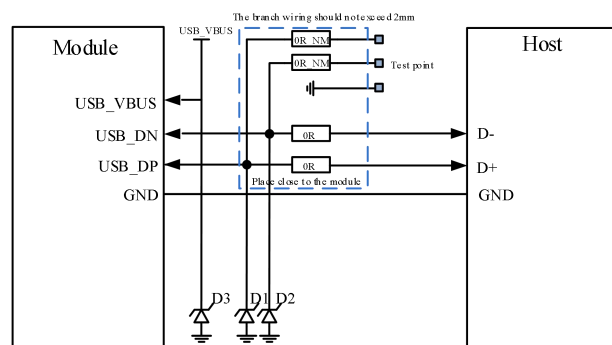 The branch wiring should not exceed 2mm
Module
USB_VBUS
Host
0R_NM
0R_NM
Test point
USB_VBUS
USB_DN
0R
D-
USB_DP
0R
D+
Place close to the module
GND
GND
D3
D1
D2